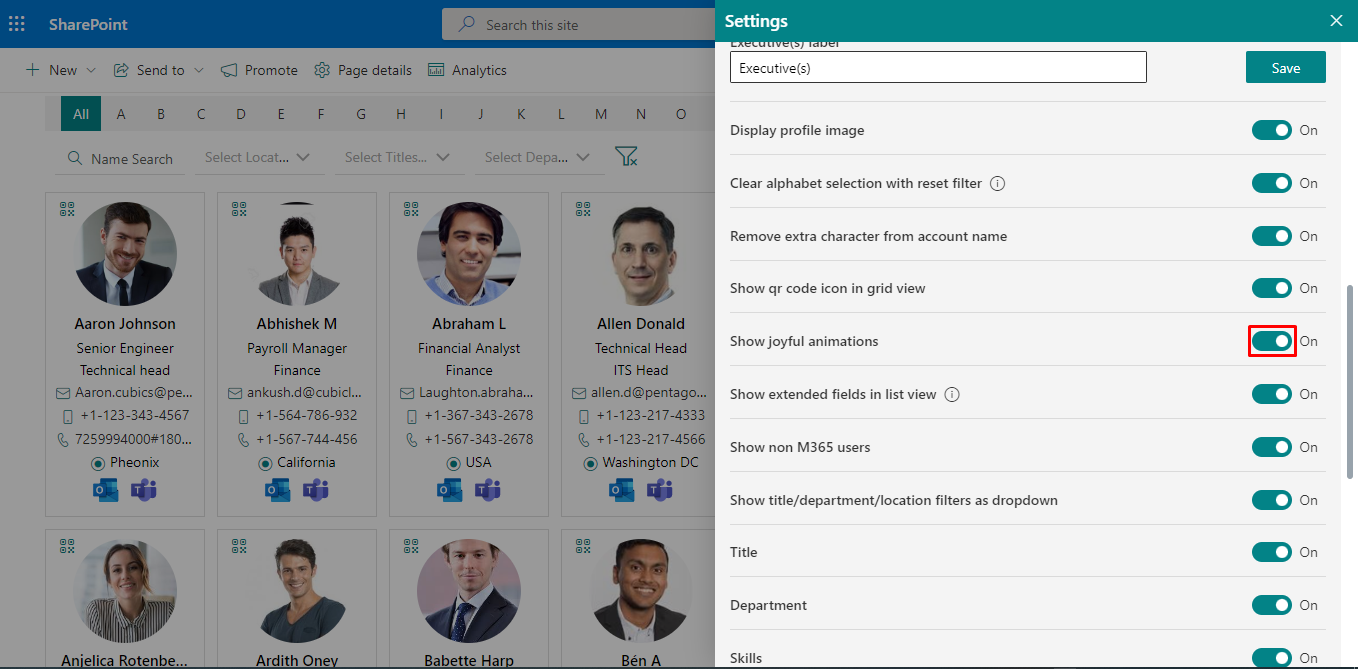 SharePoint
Search this site
New
Send to
Promote
Page details
Analytics
All A B C D E F G H I J K L M N O
Name Search
Select Locat...
Select Titles...
Select Depa...
Aaron Johnson
Senior Engineer
Technical head
Aaron.cubics@pe...
+1-123-343-4567
7259994000#180...
Pheonix
Abhishek M
Payroll Manager
Finance
ankush.d@cubicl...
+1-564-786-932
+1-567-744-456
California
Abraham L
Financial Analyst
Finance
Laughton.abraha...
+1-367-343-2678
+1-567-343-2678
USA
Allen Donald
Technical Head
ITS Head
allen.d@pentago...
+1-123-217-4333
+1-123-217-4566
Washington DC
Anjelica Rotenbe...
Ardith Oney
Babette Harp
Bén A
Settings
Executive(s) label
Executive(s)
Save
Display profile image On
Clear alphabet selection with reset filter On
Remove extra character from account name On
Show qr code icon in grid view On
Show joyful animations On
Show extended fields in list view On
Show non M365 users On
Show title/department/location filters as dropdown On
Title On
Department On
Skills On